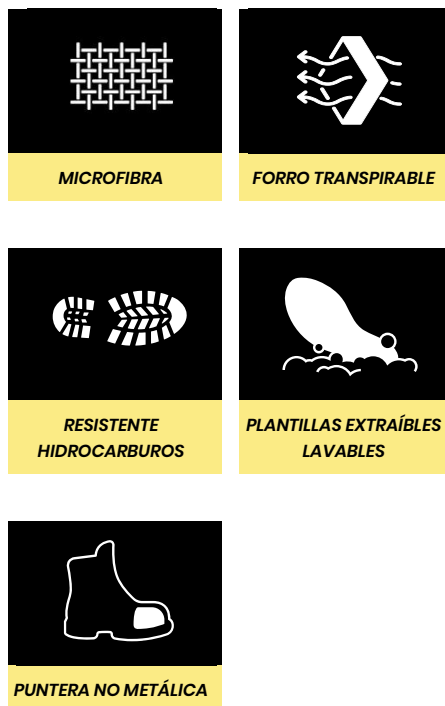 MICROFIBRA
FORRO TRANSPIRABLE
RESISTENTE
HIDROCARBUROS
PLANTILLAS EXTRAÍBLES
LAVABLES
PUNTERA NO METÁLICA